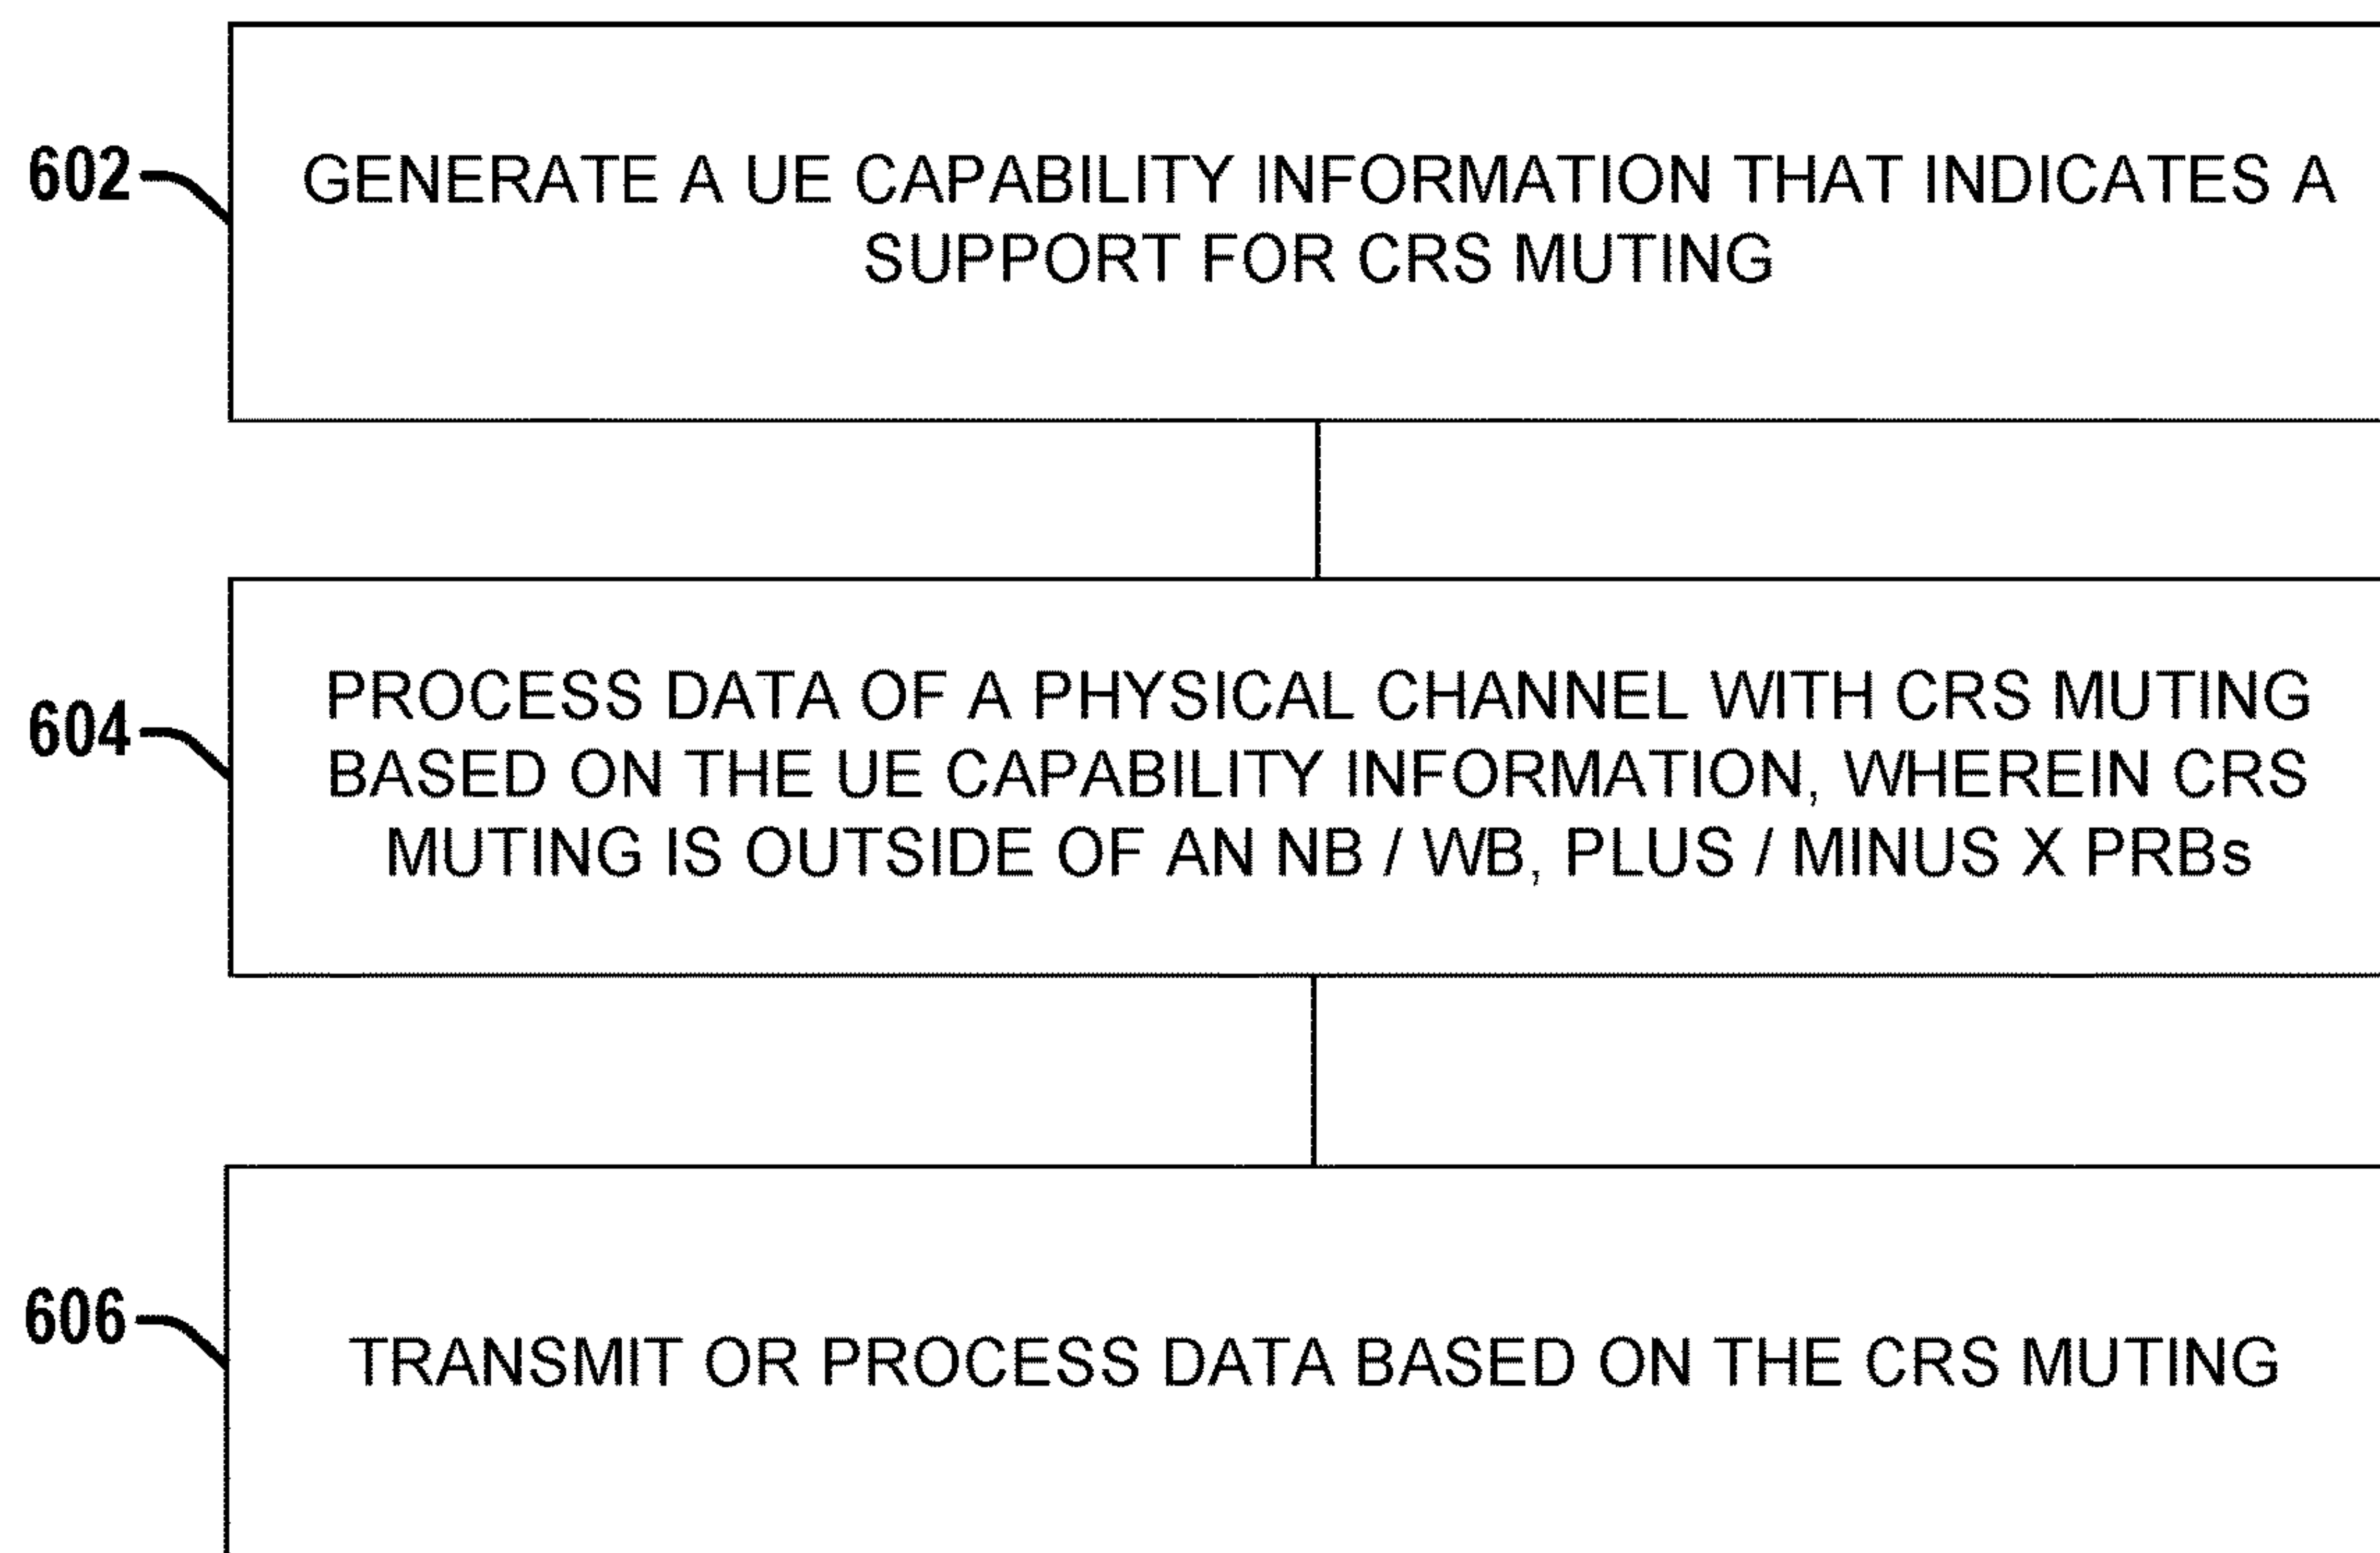 602
GENERATE A UE CAPABILITY INFORMATION THAT INDICATES A
SUPPORT FOR CRS MUTING
604
PROCESS DATA OF A PHYSICAL CHANNEL WITH CRS MUTING
BASED ON THE UE CAPABILITY INFORMATION, WHEREIN CRS
MUTING IS OUTSIDE OF AN NB / WB, PLUS / MINUS X PRBs
606
TRANSMIT OR PROCESS DATA BASED ON THE CRS MUTING